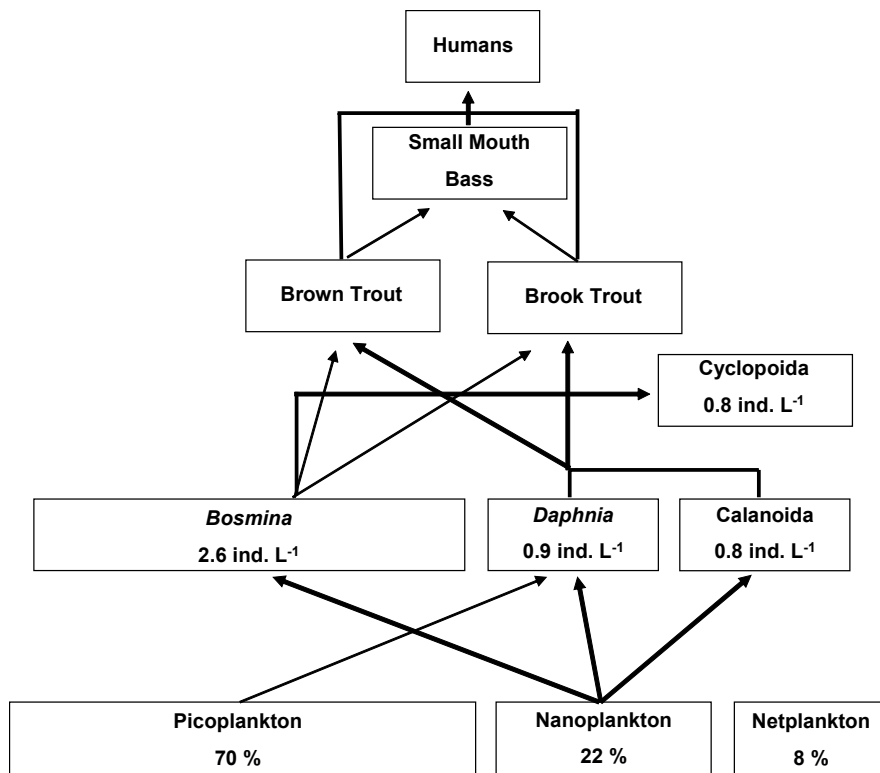 Humans
Small Mouth
Bass
Brown Trout
Brook Trout
Cyclopoida
0.8 ind. L⁻¹
Bosmina
2.6 ind. L⁻¹
Daphnia
0.9 ind. L⁻¹
Calanoida
0.8 ind. L⁻¹
Picoplankton
70 %
Nanoplankton
22 %
Netplankton
8 %